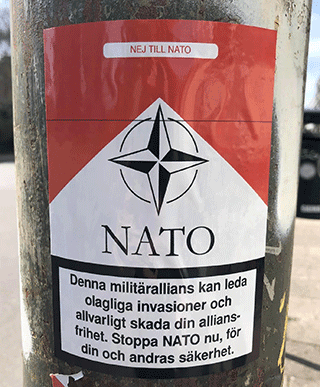 NEJ TILL NATO
NATO
Denna militärallians kan leda
olagliga invasioner och
allvarligt skada din allians-
frihet. Stoppa NATO nu, för
din och andras säkerhet.